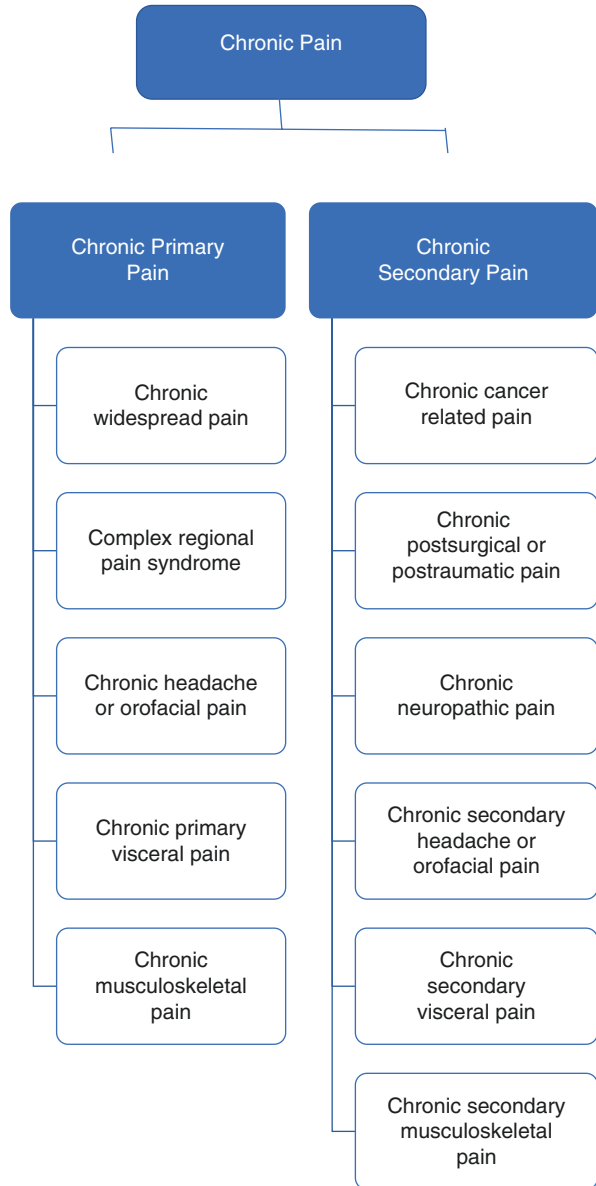 Chronic Pain
Chronic Primary
Pain
Chronic
widespread pain
Complex regional
pain syndrome
Chronic headache
or orofacial pain
Chronic primary
visceral pain
Chronic
musculoskeletal
pain
Chronic
Secondary Pain
Chronic cancer
related pain
Chronic
postsurgical or
postraumatic pain
Chronic
neuropathic pain
Chronic secondary
headache or
orofacial pain
Chronic
secondary
visceral pain
Chronic secondary
musculoskeletal
pain